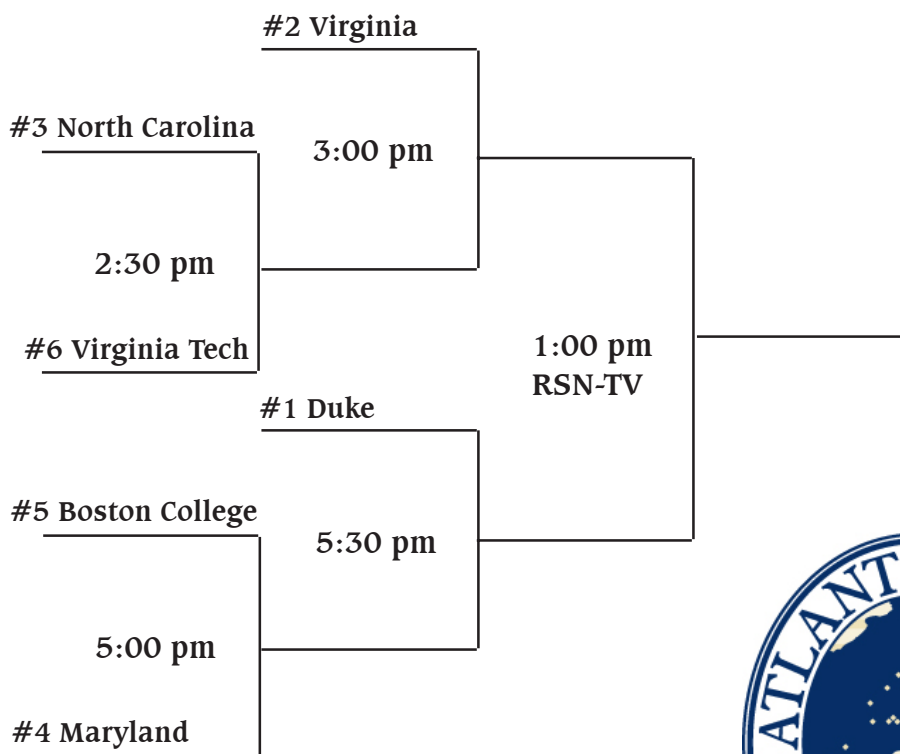 #2 Virginia
#3 North Carolina
3:00 pm
2:30 pm
#6 Virginia Tech
1:00 pm
RSN-TV
#1 Duke
#5 Boston College
5:30 pm
5:00 pm
#4 Maryland
ATLANT